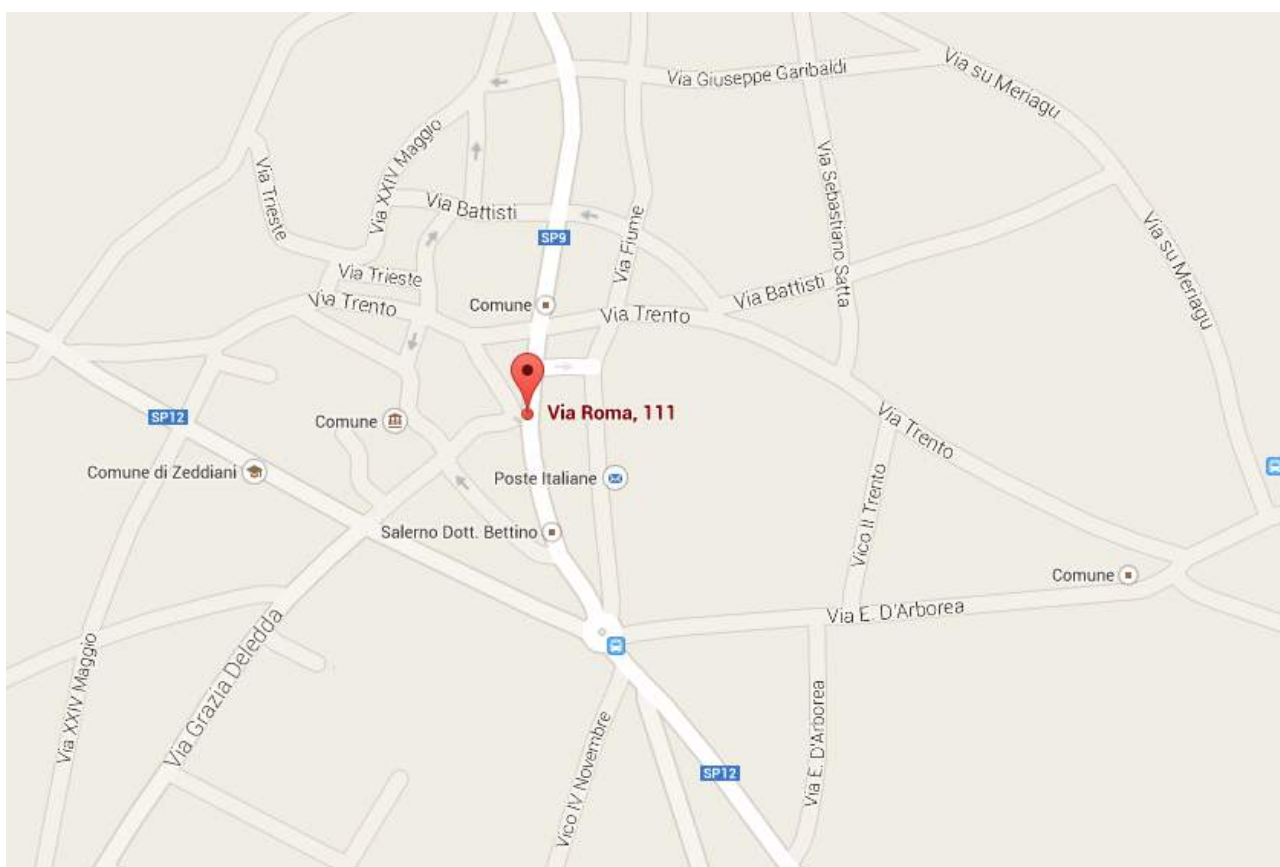 Via Giuseppe Garibaldi
Via su Meriagu
Via XXIV Maggio
Via Trieste
Via Battisti
Via Fiume
Via Sebastiano Satta
SP9
Via su Meriagu
Via Trieste
Via Battisti
Via Trento
Comune
Via Trento
Via Roma, 111
SP12
Comune
Via Trento
Comune di Zeddiani
Poste Italiane
Vico II Trento
Salerno Dott. Bettino
Comune
Via E. D'Arborea
Via XXIV Maggio
Via Grazia Deledda
Vico IV Novembre
SP12
Via E. D'Arborea